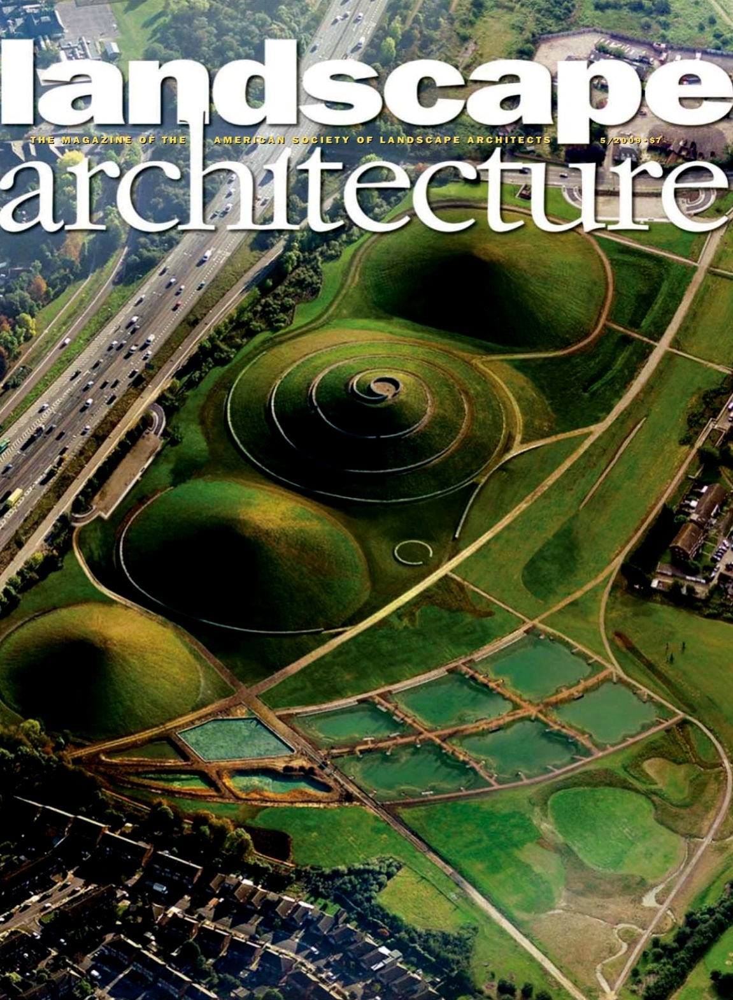 landscape
THE MAGAZINE OF THE AMERICAN SOCIETY OF LANDSCAPE ARCHITECTS 5/2009·$7
architecture